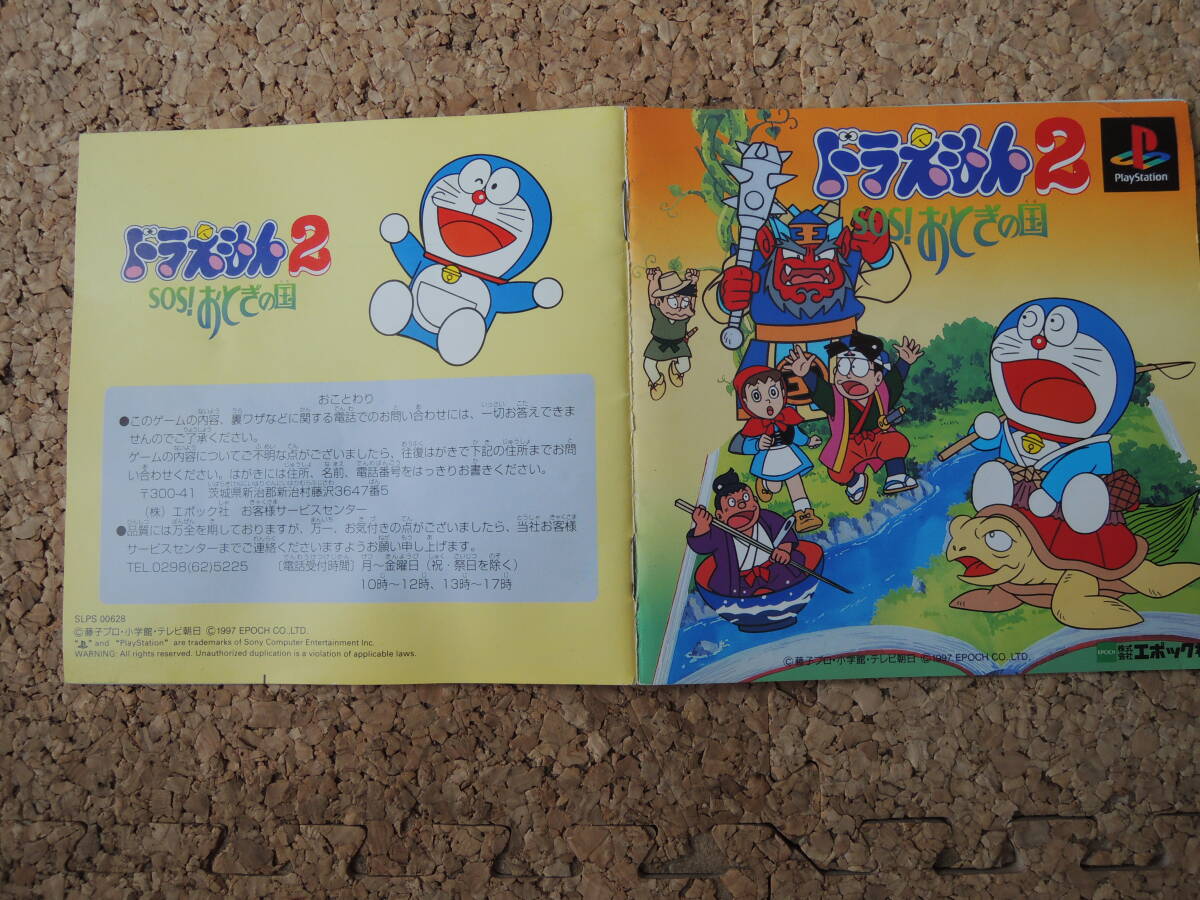 ドラえもん2
SOS!おとぎの国
おことわり
●このゲームの内容、裏ワザなどに関する電話でのお問い合わせには、一切お答えできま
せんのでご了承ください。
ゲームの内容についてご不明な点がございましたら、往復はがきで下記の住所までお問
い合わせください。はがきには住所、名前、電話番号をはっきりお書きください。
〒300-41 茨城県新治郡新治村藤沢3647番5
(株)エポック社 お客様サービスセンター
●品質には万全を期しておりますが、万一、お気付きの点がございましたら、当社お客様
サービスセンターまでご連絡くださいますようお願い申し上げます。
TEL.0298(62)5225 〔電話受付時間〕月〜金曜日(祝・祭日を除く)
10時〜12時、13時〜17時
SLPS 00628
©藤子プロ・小学館・テレビ朝日 ©1997 EPOCH CO.,LTD.
" " and "PlayStation" are trademarks of Sony Computer Entertainment Inc.
WARNING: All rights reserved. Unauthorized duplication is a violation of applicable laws.
ドラえもん2
PlayStation
SOS!おとぎの国
王
©藤子プロ・小学館・テレビ朝日 ©1997 EPOCH CO.,LTD.
EPOCH 株式会社エポック社